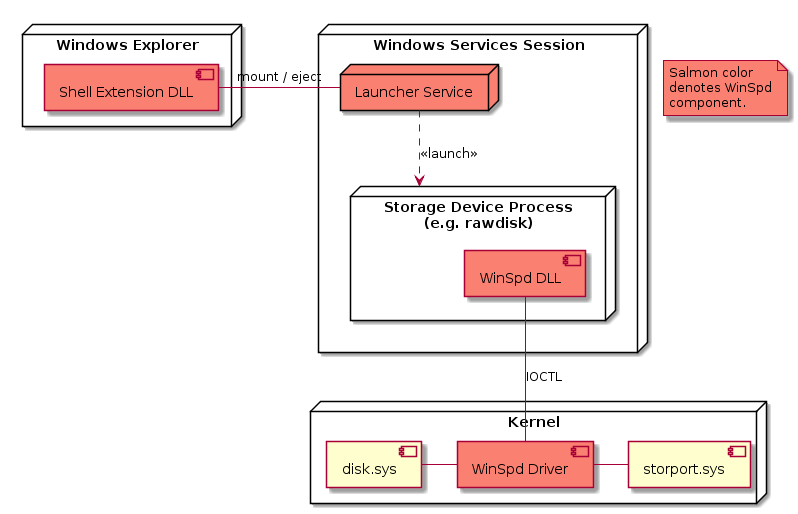 Windows Explorer
Shell Extension DLL
mount / eject
Windows Services Session
Launcher Service
«launch»
Storage Device Process
(e.g. rawdisk)
WinSpd DLL
IOCTL
Kernel
disk.sys
WinSpd Driver
storport.sys
Salmon color
denotes WinSpd
component.